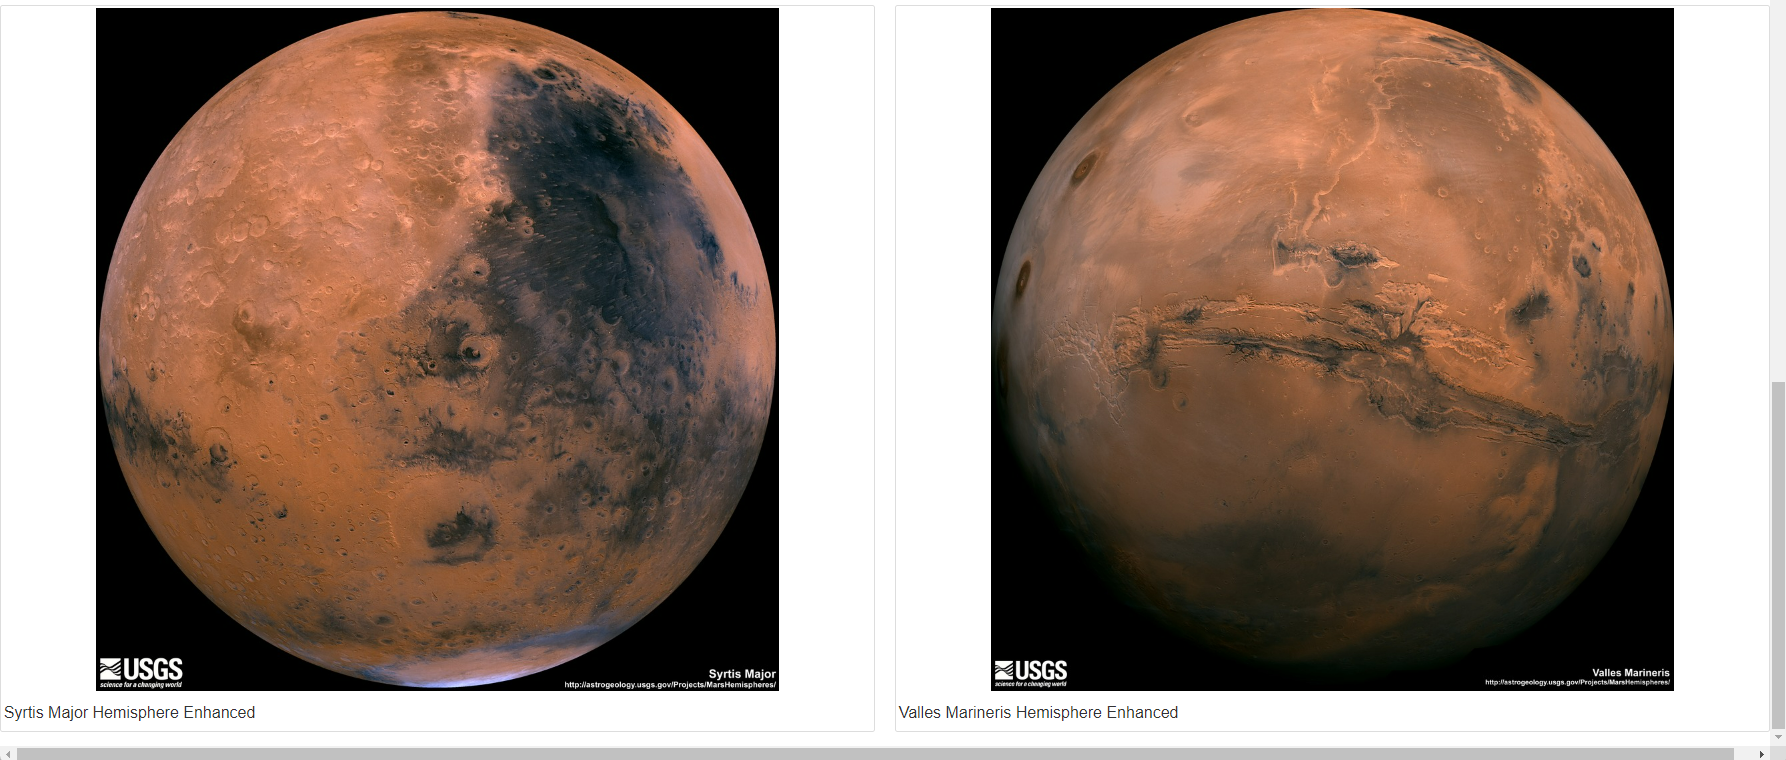 USGS
science for a changing world
Syrtis Major
http://astrogeology.usgs.gov/Projects/MarsHemispheres/
Syrtis Major Hemisphere Enhanced
USGS
science for a changing world
Valles Marineris
http://astrogeology.usgs.gov/Projects/MarsHemispheres/
Valles Marineris Hemisphere Enhanced